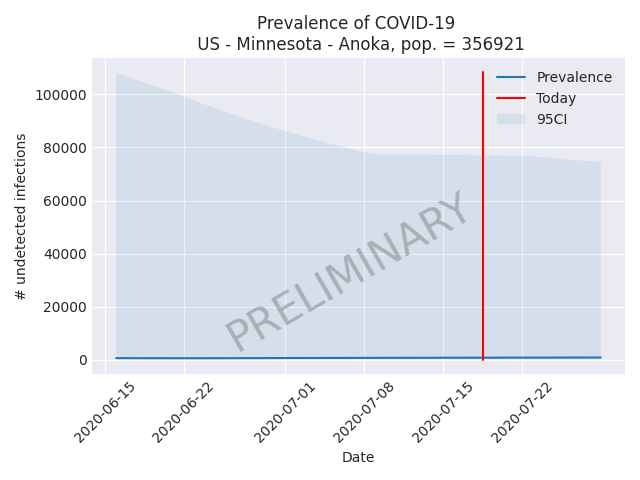 Prevalence of COVID-19
US - Minnesota - Anoka, pop. = 356921
Prevalence
Today
95CI
100000
80000
60000
40000
20000
0
# undetected infections
PRELIMINARY
2020-06-15
2020-06-22
2020-07-01
2020-07-08
2020-07-15
2020-07-22
Date